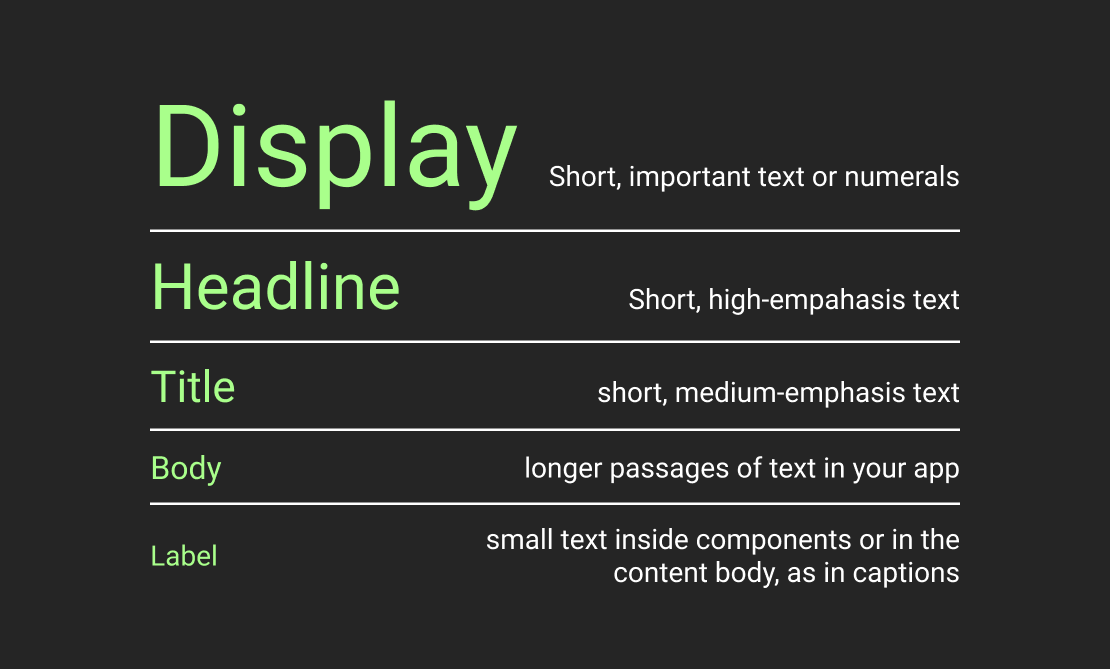 Display Short, important text or numerals
Headline Short, high-empahasis text
Title short, medium-emphasis text
Body longer passages of text in your app
Label small text inside components or in the
content body, as in captions